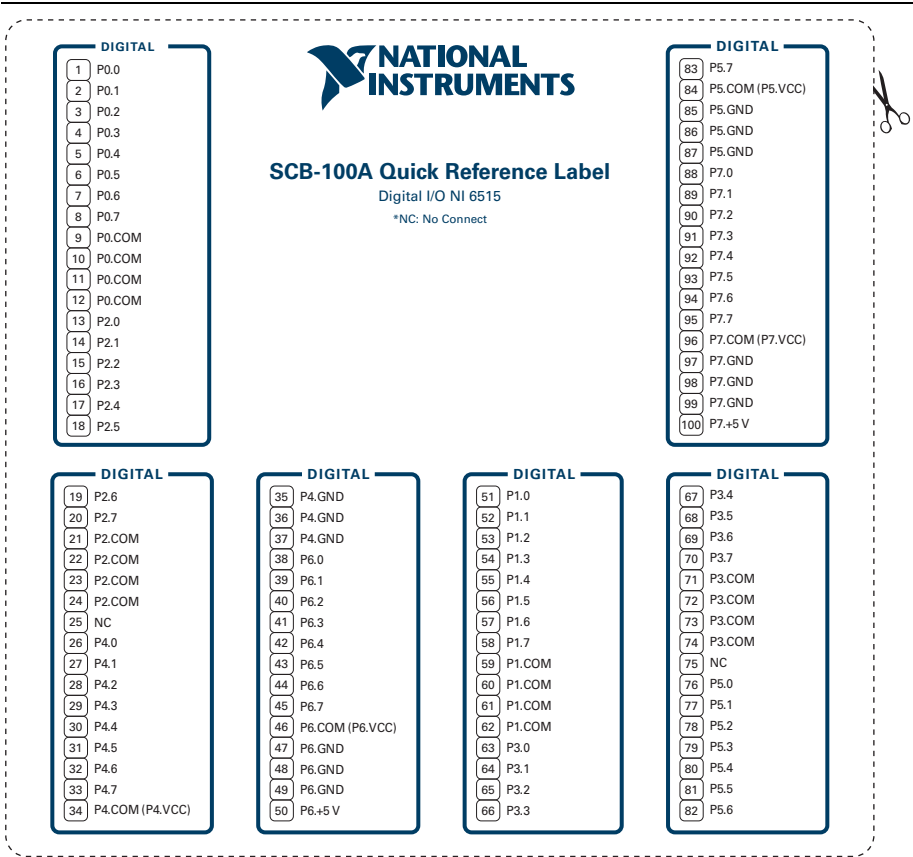 DIGITAL
1 P0.0
2 P0.1
3 P0.2
4 P0.3
5 P0.4
6 P0.5
7 P0.6
8 P0.7
9 P0.COM
10 P0.COM
11 P0.COM
12 P0.COM
13 P2.0
14 P2.1
15 P2.2
16 P2.3
17 P2.4
18 P2.5
NATIONAL
INSTRUMENTS
SCB-100A Quick Reference Label
Digital I/O NI 6515
*NC: No Connect
DIGITAL
83 P5.7
84 P5.COM (P5.VCC)
85 P5.GND
86 P5.GND
87 P5.GND
88 P7.0
89 P7.1
90 P7.2
91 P7.3
92 P7.4
93 P7.5
94 P7.6
95 P7.7
96 P7.COM (P7.VCC)
97 P7.GND
98 P7.GND
99 P7.GND
100 P7.+5 V
DIGITAL
19 P2.6
20 P2.7
21 P2.COM
22 P2.COM
23 P2.COM
24 P2.COM
25 NC
26 P4.0
27 P4.1
28 P4.2
29 P4.3
30 P4.4
31 P4.5
32 P4.6
33 P4.7
34 P4.COM (P4.VCC)
DIGITAL
35 P4.GND
36 P4.GND
37 P4.GND
38 P6.0
39 P6.1
40 P6.2
41 P6.3
42 P6.4
43 P6.5
44 P6.6
45 P6.7
46 P6.COM (P6.VCC)
47 P6.GND
48 P6.GND
49 P6.GND
50 P6.+5 V
DIGITAL
51 P1.0
52 P1.1
53 P1.2
54 P1.3
55 P1.4
56 P1.5
57 P1.6
58 P1.7
59 P1.COM
60 P1.COM
61 P1.COM
62 P1.COM
63 P3.0
64 P3.1
65 P3.2
66 P3.3
DIGITAL
67 P3.4
68 P3.5
69 P3.6
70 P3.7
71 P3.COM
72 P3.COM
73 P3.COM
74 P3.COM
75 NC
76 P5.0
77 P5.1
78 P5.2
79 P5.3
80 P5.4
81 P5.5
82 P5.6